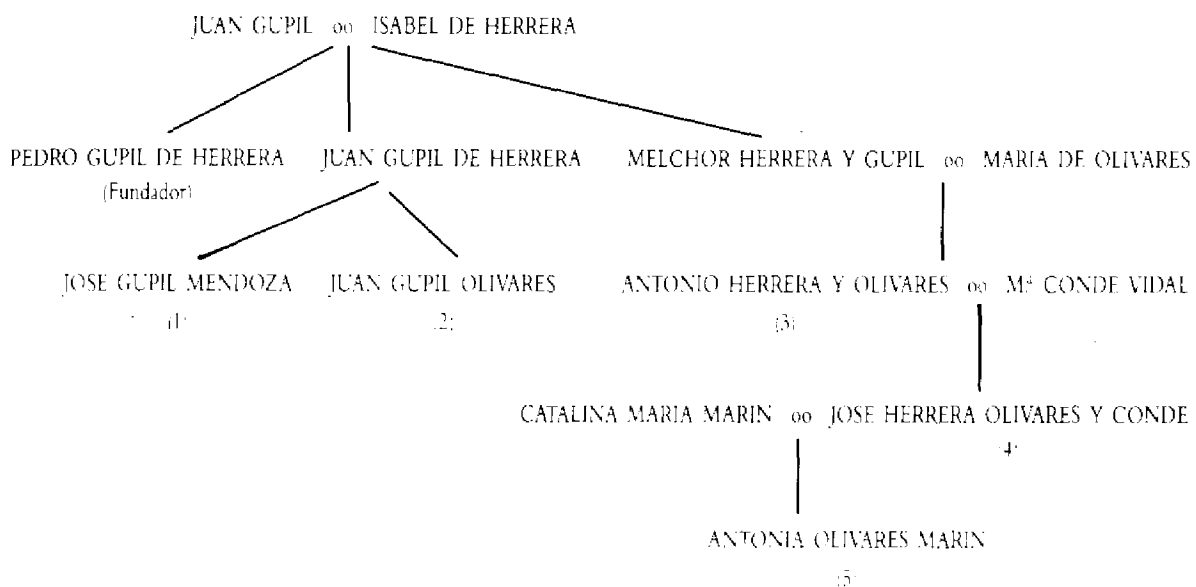 JUAN GUPIL oo ISABEL DE HERRERA
PEDRO GUPIL DE HERRERA JUAN GUPIL DE HERRERA MELCHOR HERRERA Y GUPIL oo MARIA DE OLIVARES
(Fundador)
JOSE GUPIL MENDOZA JUAN GUPIL OLIVARES ANTONIO HERRERA Y OLIVARES oo Mª CONDE VIDAL
(1) (2) (3)
CATALINA MARIA MARIN oo JOSE HERRERA OLIVARES Y CONDE
(4)
ANTONIA OLIVARES MARIN
(5)